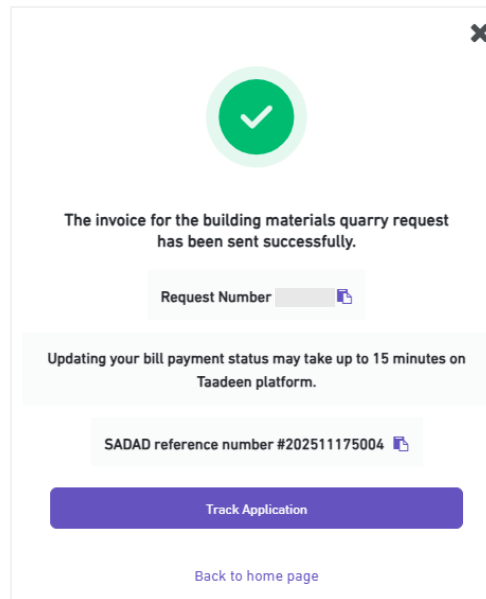 The invoice for the building materials quarry request
has been sent successfully.
Request Number
Updating your bill payment status may take up to 15 minutes on
Taadeen platform.
SADAD reference number #202511175004
Track Application
Back to home page